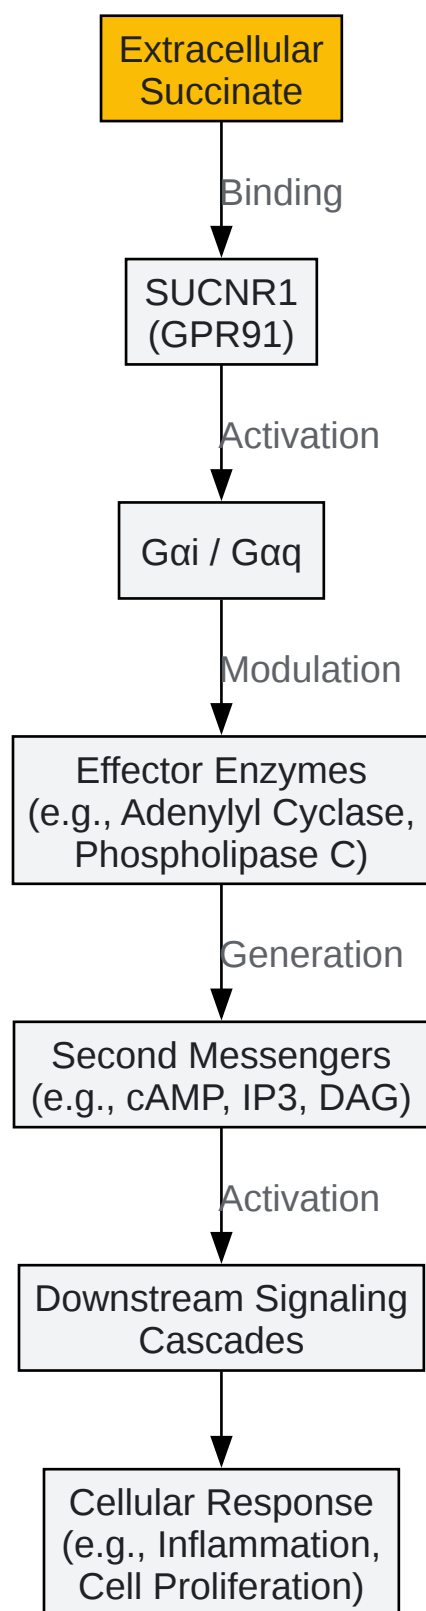 Extracellular
Succinate
Binding
SUCNR1
(GPR91)
Activation
Gαi / Gαq
Modulation
Effector Enzymes
(e.g., Adenylyl Cyclase,
Phospholipase C)
Generation
Second Messengers
(e.g., cAMP, IP3, DAG)
Activation
Downstream Signaling
Cascades
Cellular Response
(e.g., Inflammation,
Cell Proliferation)